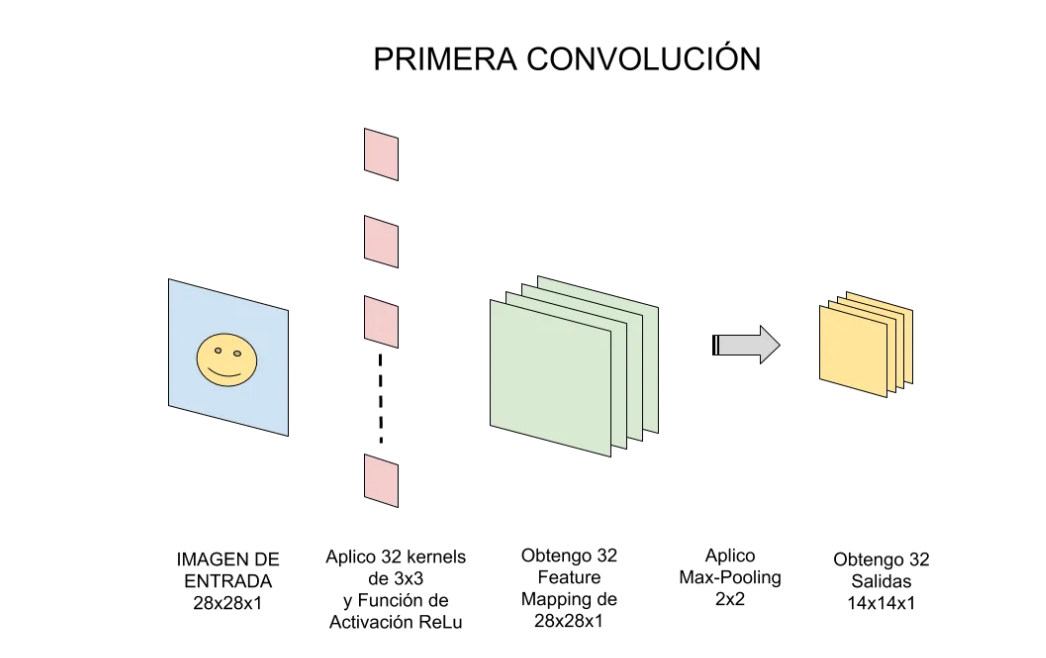 PRIMERA CONVOLUCIÓN
IMAGEN DE
ENTRADA
28x28x1
Aplico 32 kernels
de 3x3
y Función de
Activación ReLu
Obtengo 32
Feature
Mapping de
28x28x1
Aplico
Max-Pooling
2x2
Obtengo 32
Salidas
14x14x1